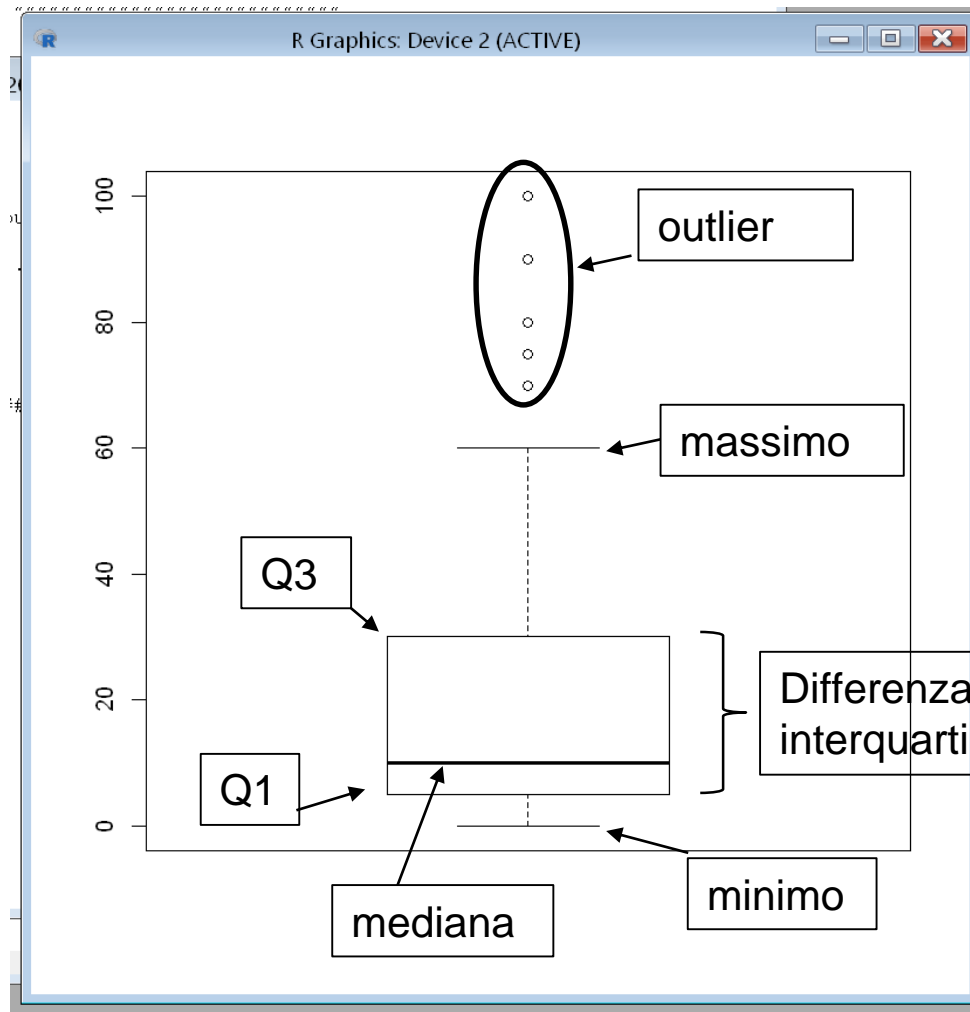 R Graphics: Device 2 (ACTIVE)
100
80
60
40
20
0
outlier
massimo
Q3
Differenza
interquarti
Q1
mediana
minimo